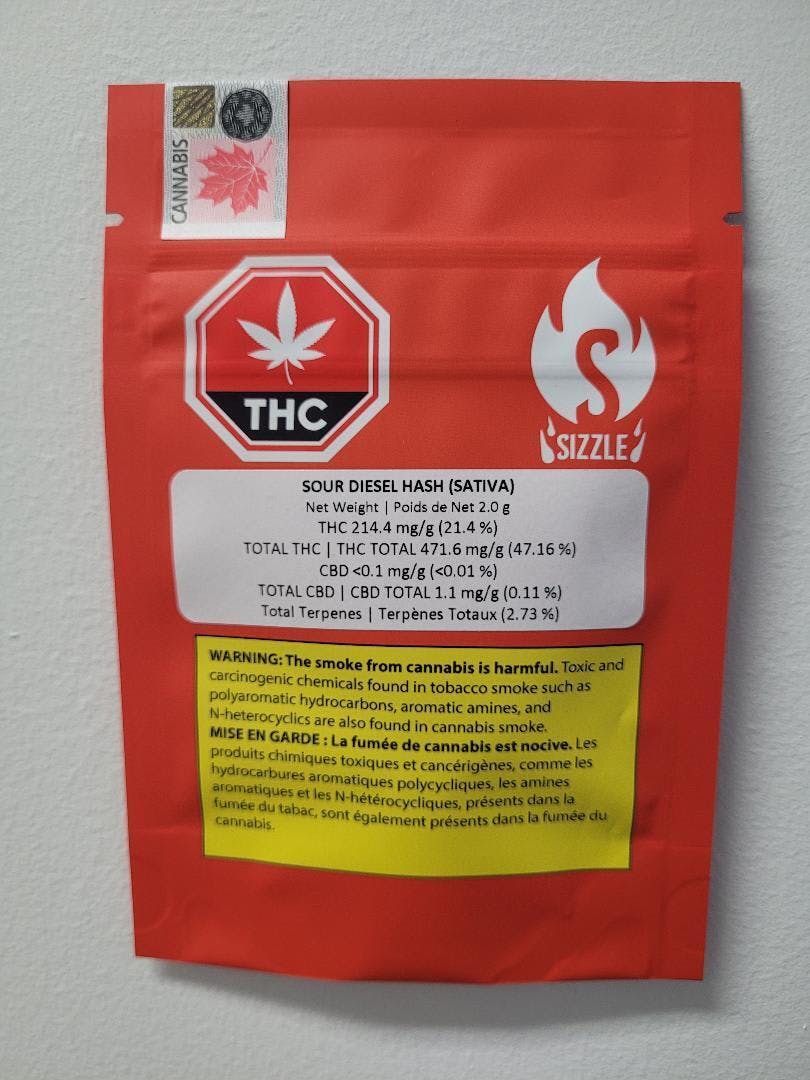 CANNABIS
THC
S
SIZZLE
SOUR DIESEL HASH (SATIVA)
Net Weight | Poids de Net 2.0 g
THC 214.4 mg/g (21.4 %)
TOTAL THC | THC TOTAL 471.6 mg/g (47.16 %)
CBD <0.1 mg/g (<0.01 %)
TOTAL CBD | CBD TOTAL 1.1 mg/g (0.11 %)
Total Terpenes | Terpènes Totaux (2.73 %)
WARNING: The smoke from cannabis is harmful. Toxic and
carcinogenic chemicals found in tobacco smoke such as
polyaromatic hydrocarbons, aromatic amines, and
N-heterocyclics are also found in cannabis smoke.
MISE EN GARDE : La fumée de cannabis est nocive. Les
produits chimiques toxiques et cancérigènes, comme les
hydrocarbures aromatiques polycycliques, les amines
aromatiques et les N-hétérocycliques, présents dans la
fumée du tabac, sont également présents dans la fumée du
cannabis.